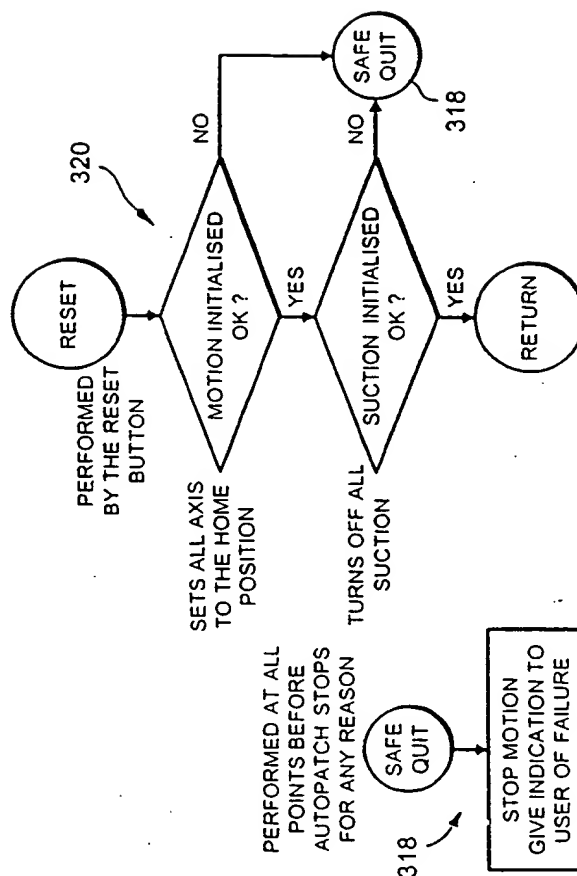 320
RESET
PERFORMED
BY THE RESET
BUTTON
MOTION INITIALISED
OK ?
SETS ALL AXIS
TO THE HOME
POSITION
NO
YES
SUCTION INITIALISED
OK ?
TURNS OFF ALL
SUCTION
NO
SAFE
QUIT
318
YES
RETURN
PERFORMED AT ALL
POINTS BEFORE
AUTOPATCH STOPS
FOR ANY REASON
SAFE
QUIT
318
STOP MOTION
GIVE INDICATION TO
USER OF FAILURE